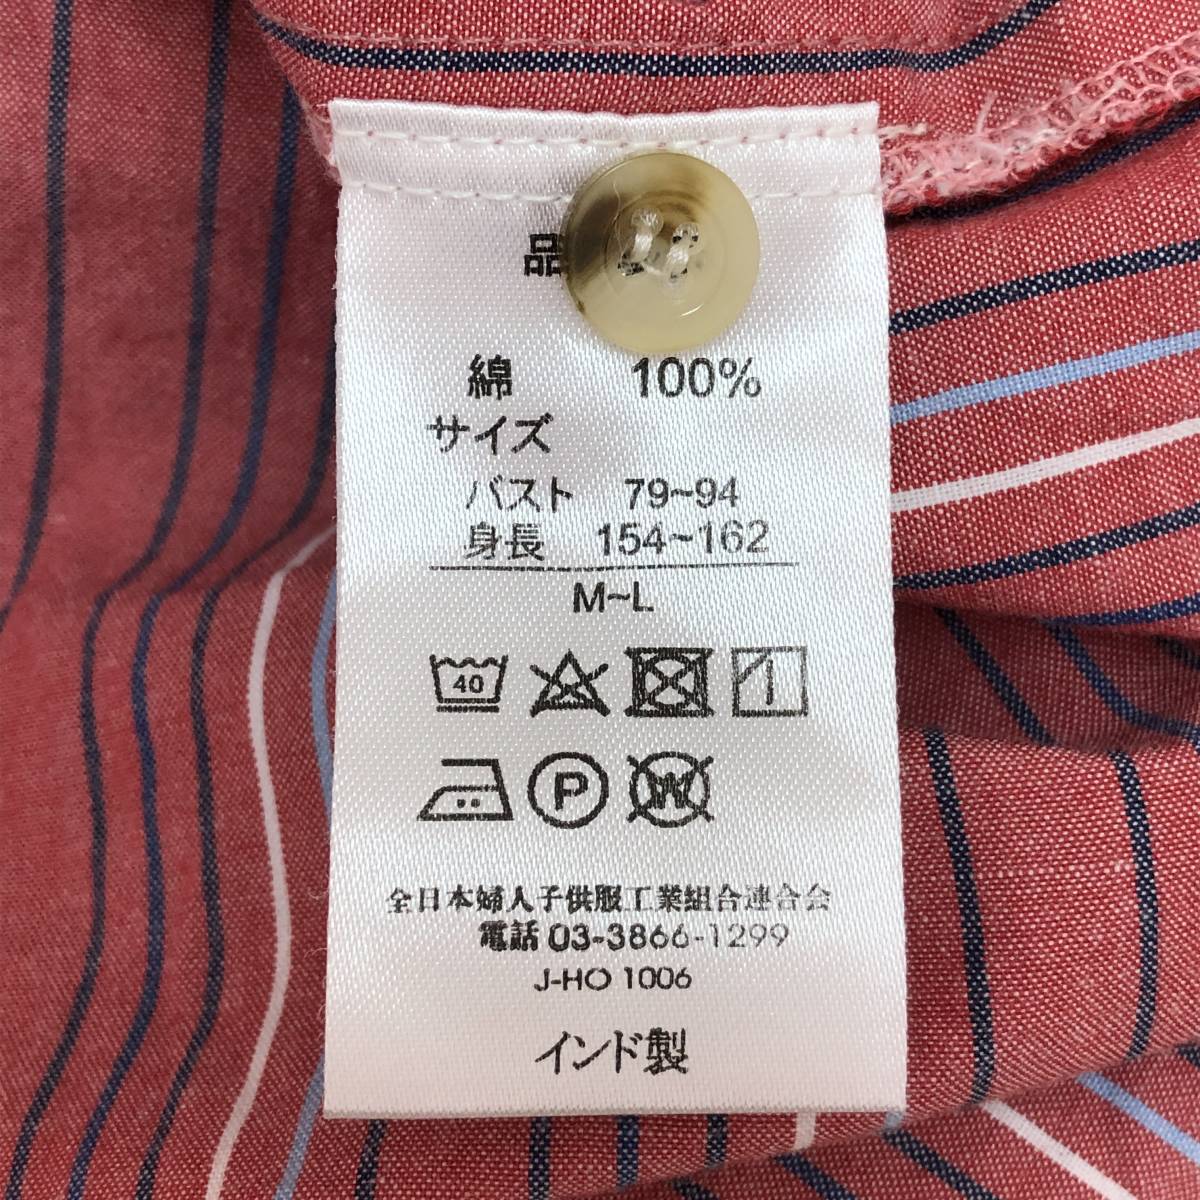 品
綿 100%
サイズ
バスト 79~94
身長 154~162
M~L
40
P W
全日本婦人子供服工業組合連合会
電話 03-3866-1299
J-HO 1006
インド製